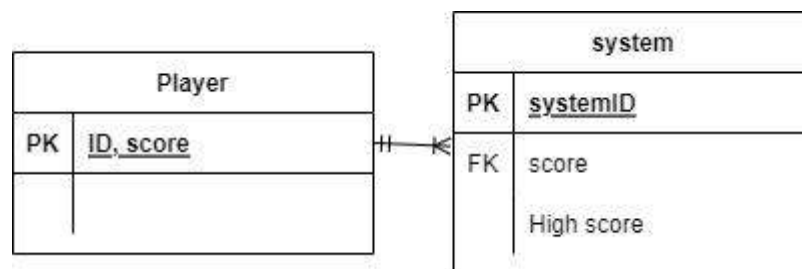 Player
PK ID, score
system
PK systemID
FK score
High score